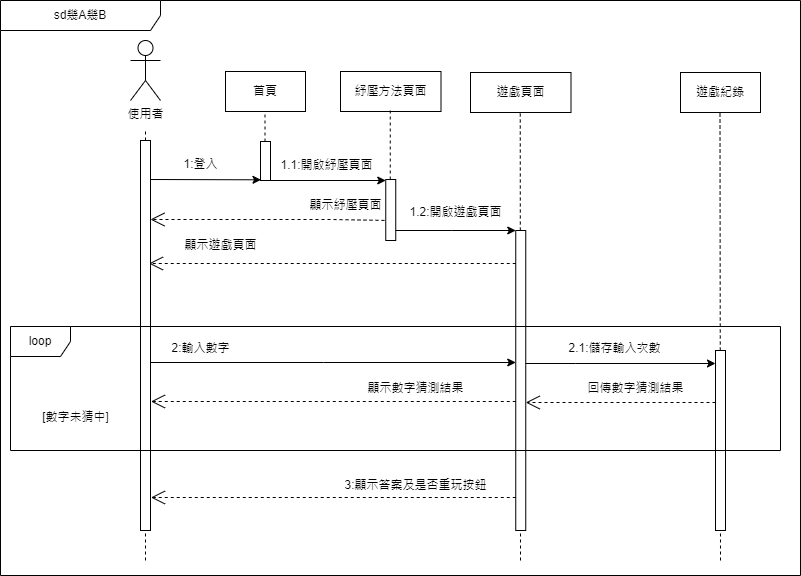 sd幾A幾B
使用者
首頁
紓壓方法頁面
遊戲頁面
遊戲紀錄
1:登入
1.1:開啟紓壓頁面
顯示紓壓頁面
1.2:開啟遊戲頁面
顯示遊戲頁面
loop
2:輸入數字
2.1:儲存輸入次數
顯示數字猜測結果
回傳數字猜測結果
[數字未猜中]
3:顯示答案及是否重玩按鈕